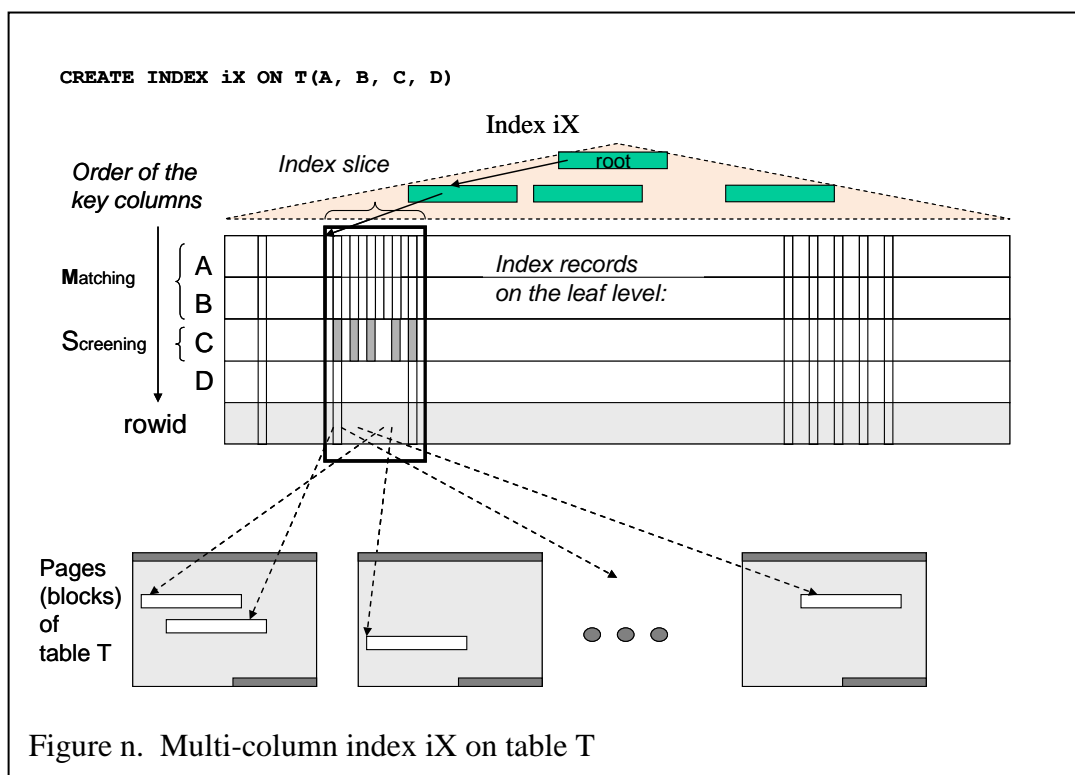 CREATE INDEX iX ON T(A, B, C, D)
Index iX
root
Index slice
Order of the
key columns
Matching
A
B
Index records
on the leaf level:
Screening
C
D
rowid
Pages
(blocks)
of
table T
Figure n. Multi-column index iX on table T